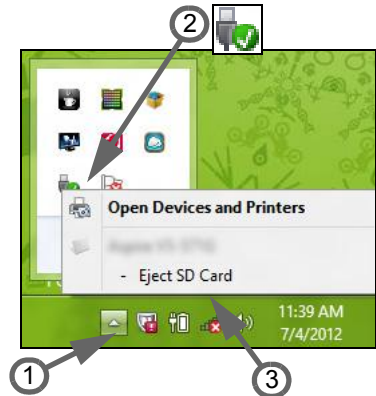 2
Open Devices and Printers
- Eject SD Card
11:39 AM
7/4/2012
1
3